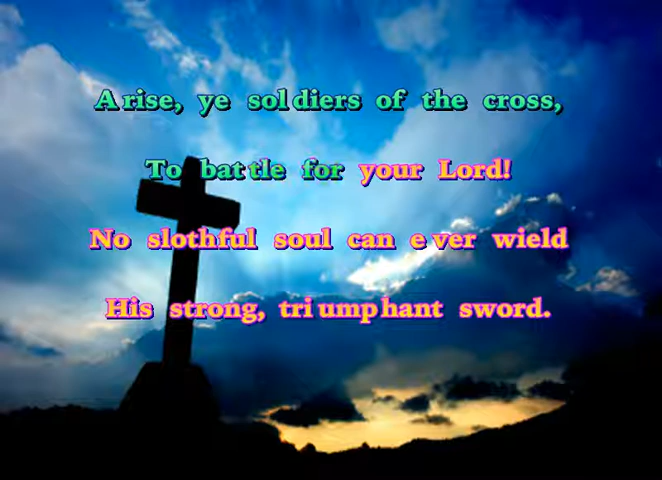 Arise, ye soldiers of the cross,
To battle for your Lord!
No slothful soul can ever wield
His strong, triumphant sword.